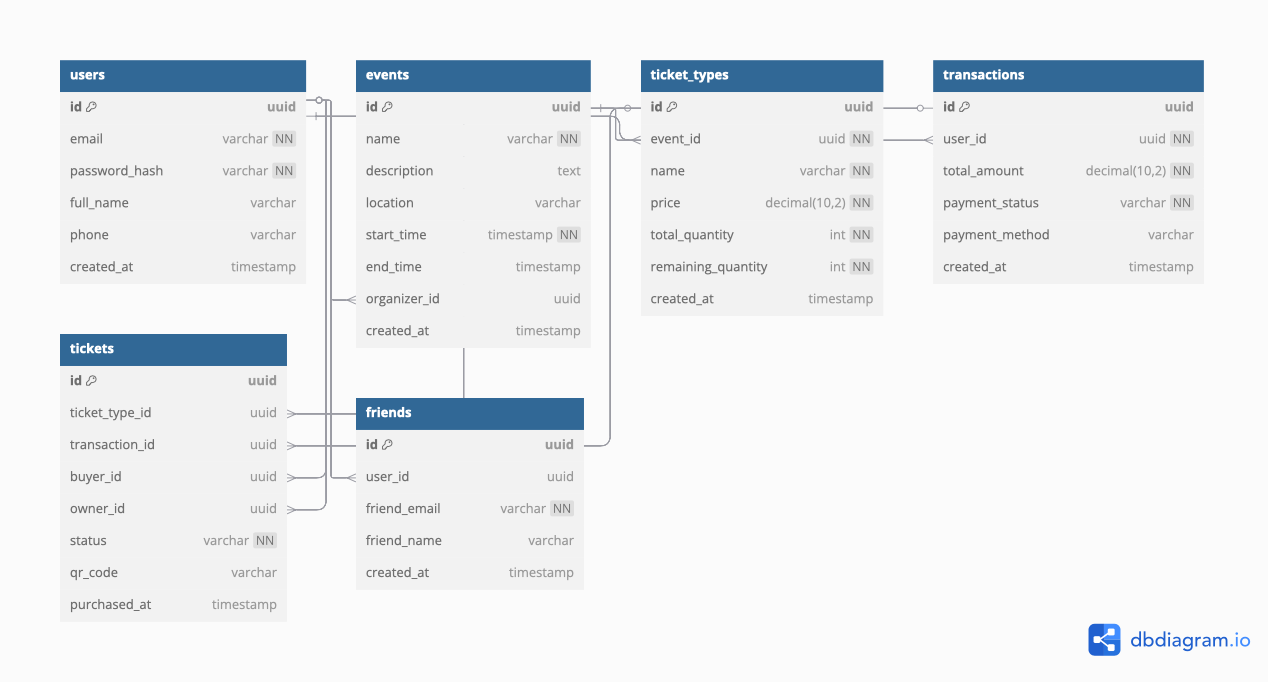 users
id uuid
email varchar NN
password_hash varchar NN
full_name varchar
phone varchar
created_at timestamp
events
id uuid
name varchar NN
description text
location varchar
start_time timestamp NN
end_time timestamp
organizer_id uuid
created_at timestamp
ticket_types
id uuid
event_id uuid NN
name varchar NN
price decimal(10,2) NN
total_quantity int NN
remaining_quantity int NN
created_at timestamp
transactions
id uuid
user_id uuid NN
total_amount decimal(10,2) NN
payment_status varchar NN
payment_method varchar
created_at timestamp
tickets
id uuid
ticket_type_id uuid
transaction_id uuid
buyer_id uuid
owner_id uuid
status varchar NN
qr_code varchar
purchased_at timestamp
friends
id uuid
user_id uuid
friend_email varchar NN
friend_name varchar
created_at timestamp
dbdiagram.io